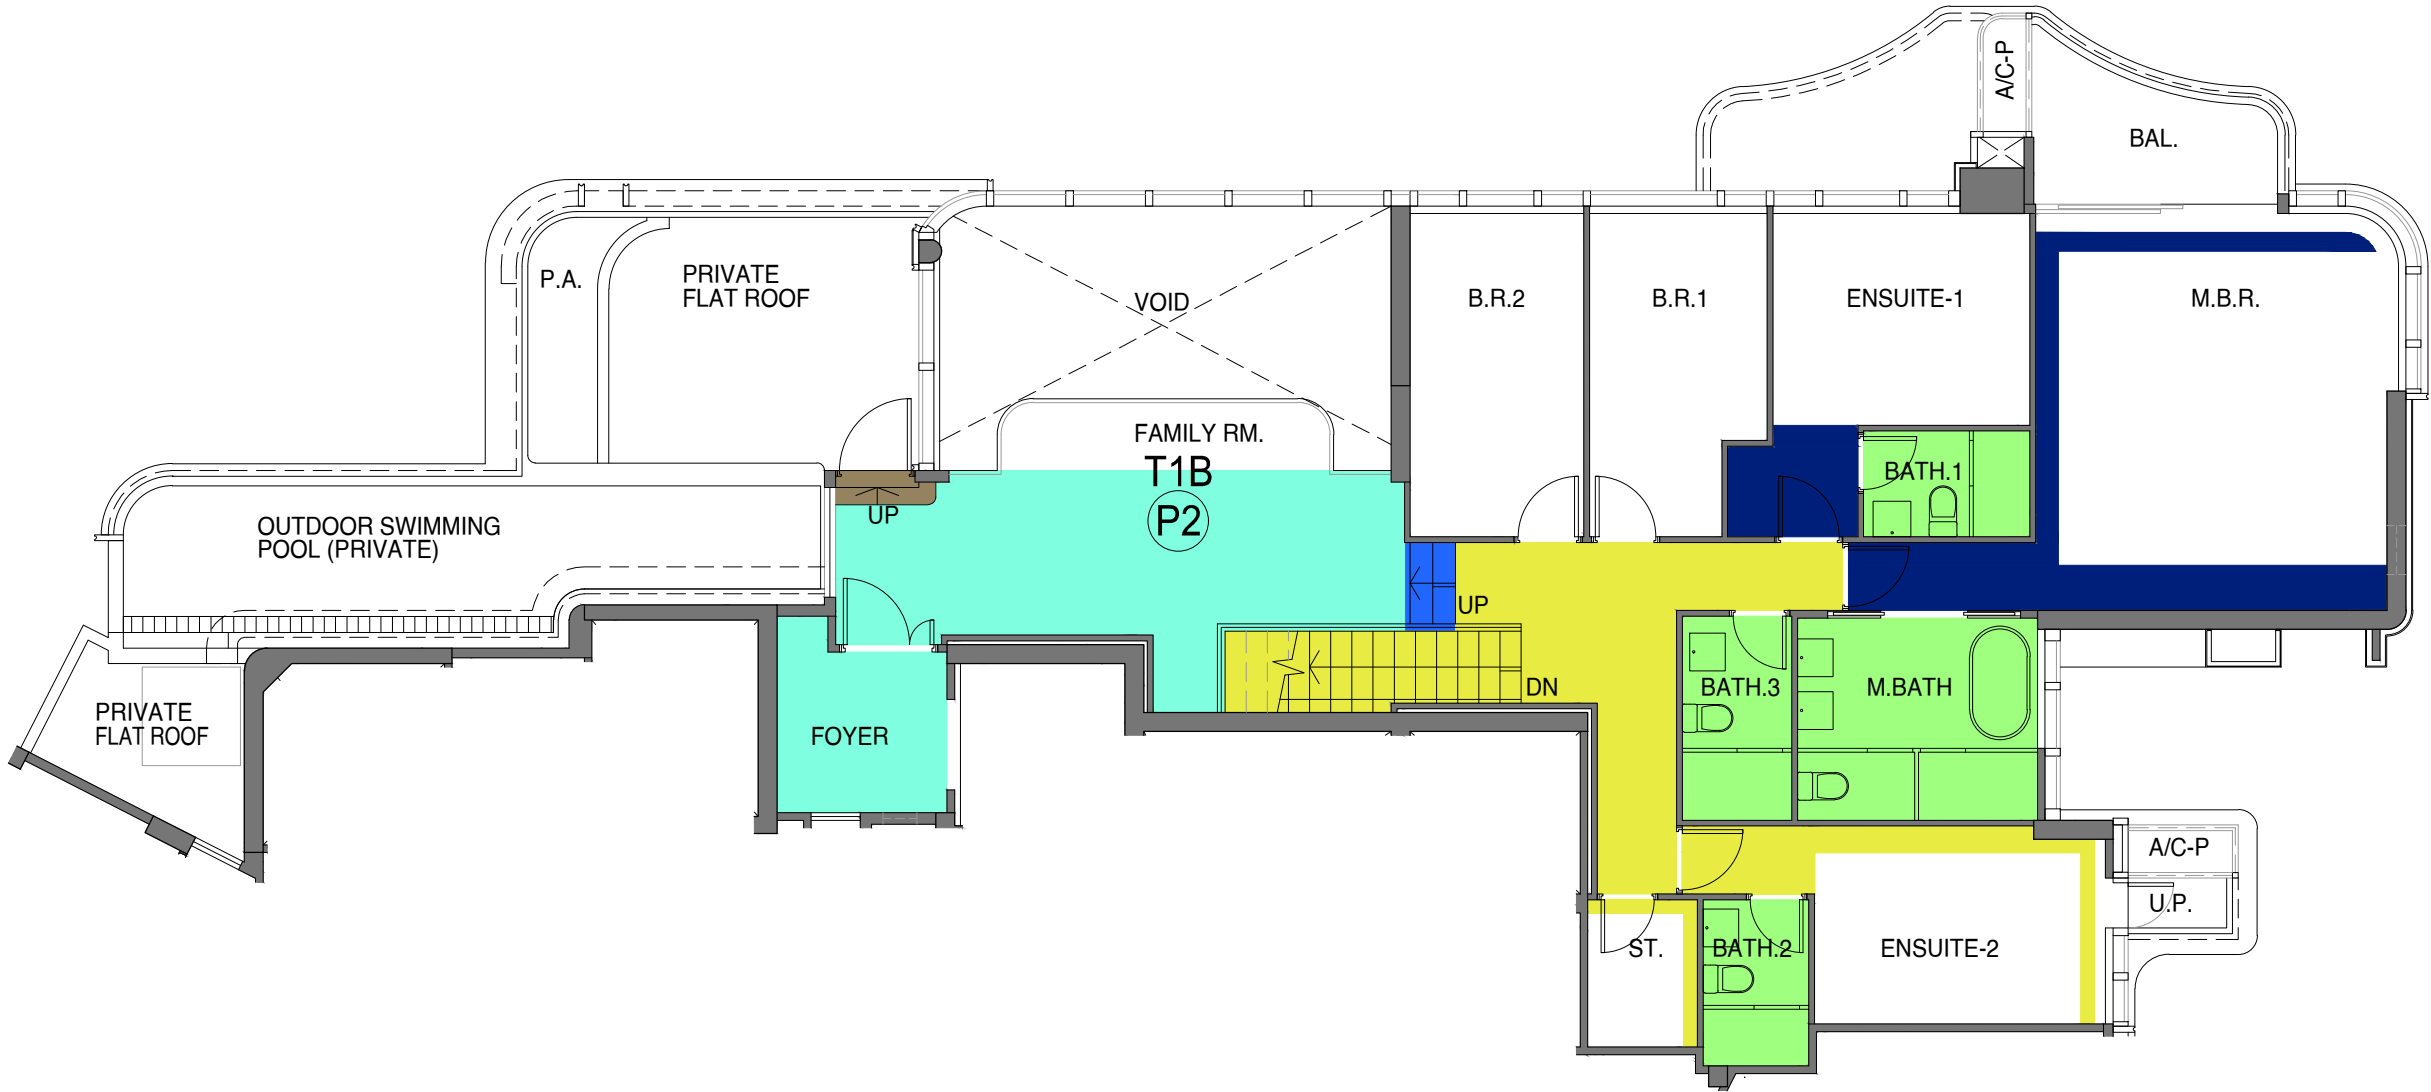 A/C-P
BAL.
P.A.
PRIVATE
FLAT ROOF
VOID
B.R.2
B.R.1
ENSUITE-1
M.B.R.
FAMILY RM.
T1B
P2
BATH.1
UP
OUTDOOR SWIMMING
POOL (PRIVATE)
UP
DN
BATH.3
M.BATH
PRIVATE
FLAT ROOF
FOYER
A/C-P
U.P.
ST.
BATH.2
ENSUITE-2